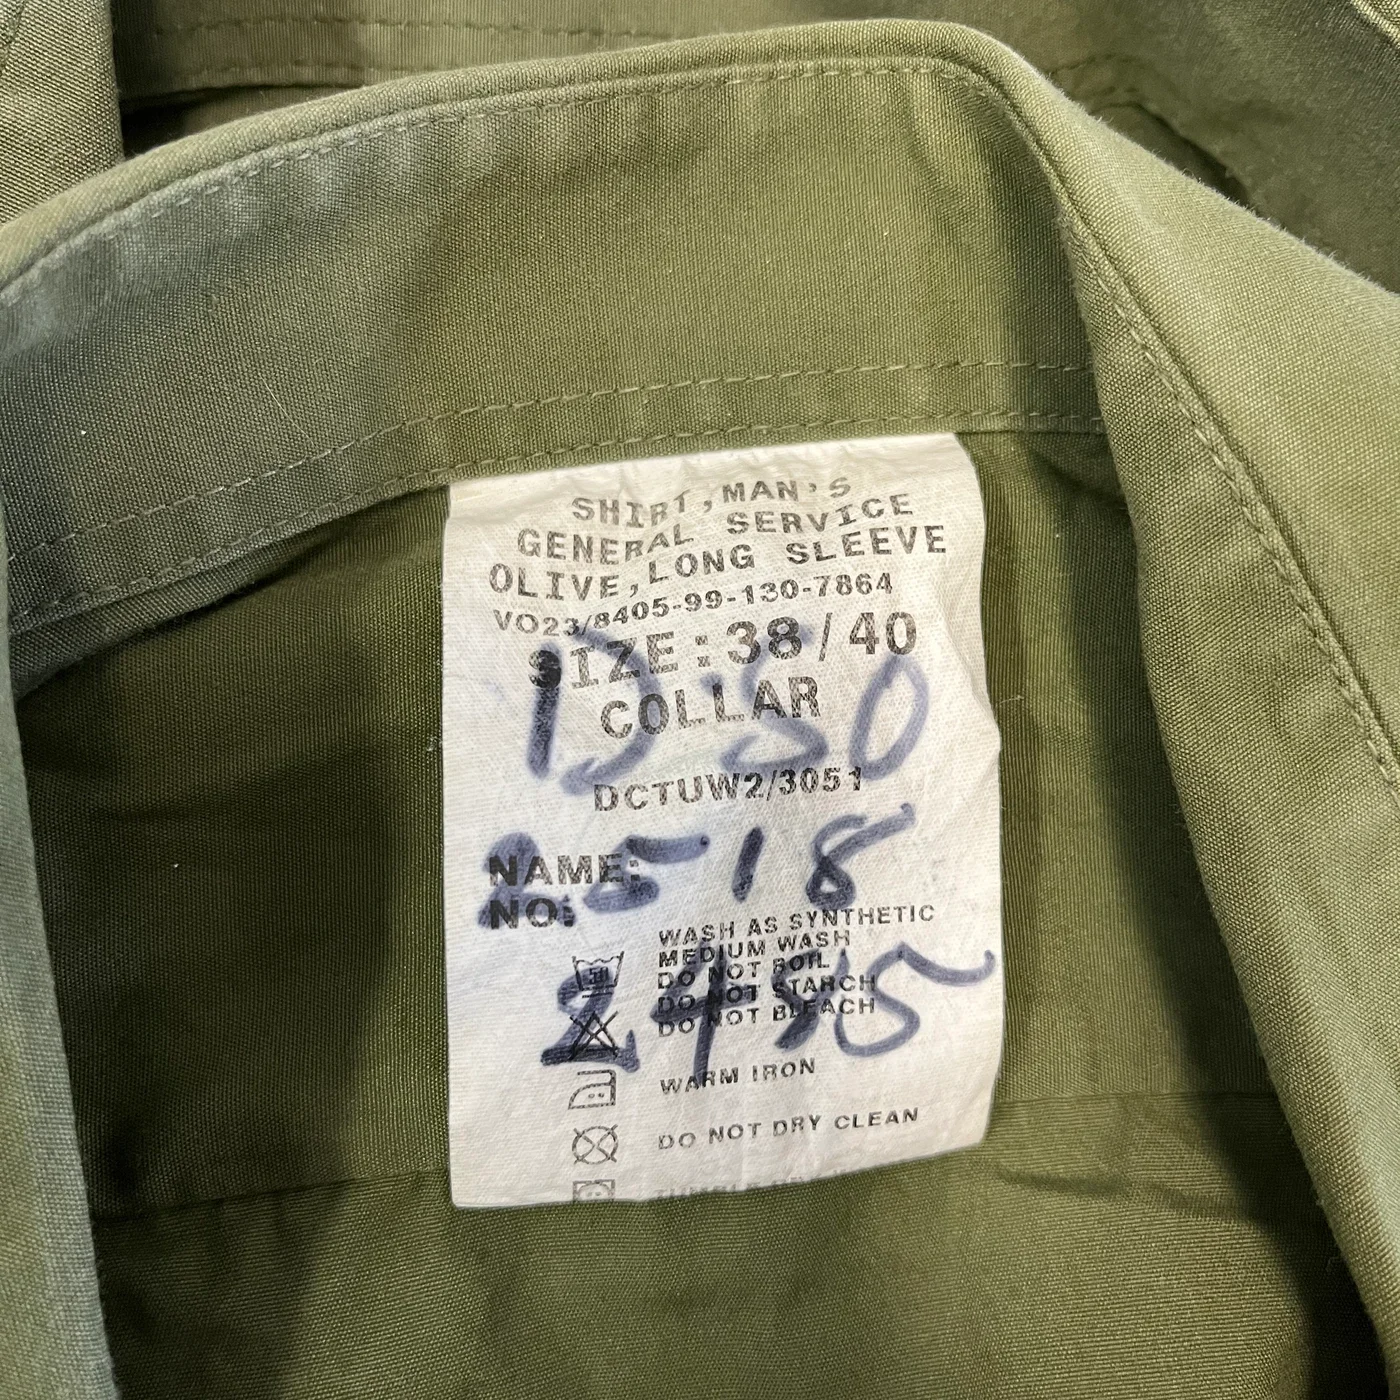 SHIRT, MAN'S
GENERAL SERVICE
OLIVE, LONG SLEEVE
VO23/8405-99-130-7864
SIZE: 38/40
COLLAR
DCTUW2/3051
2518
NAME:
NO:
WASH AS SYNTHETIC
MEDIUM WASH
DO NOT BOIL
DO NOT STARCH
DO NOT BLEACH
WARM IRON
DO NOT DRY CLEAN